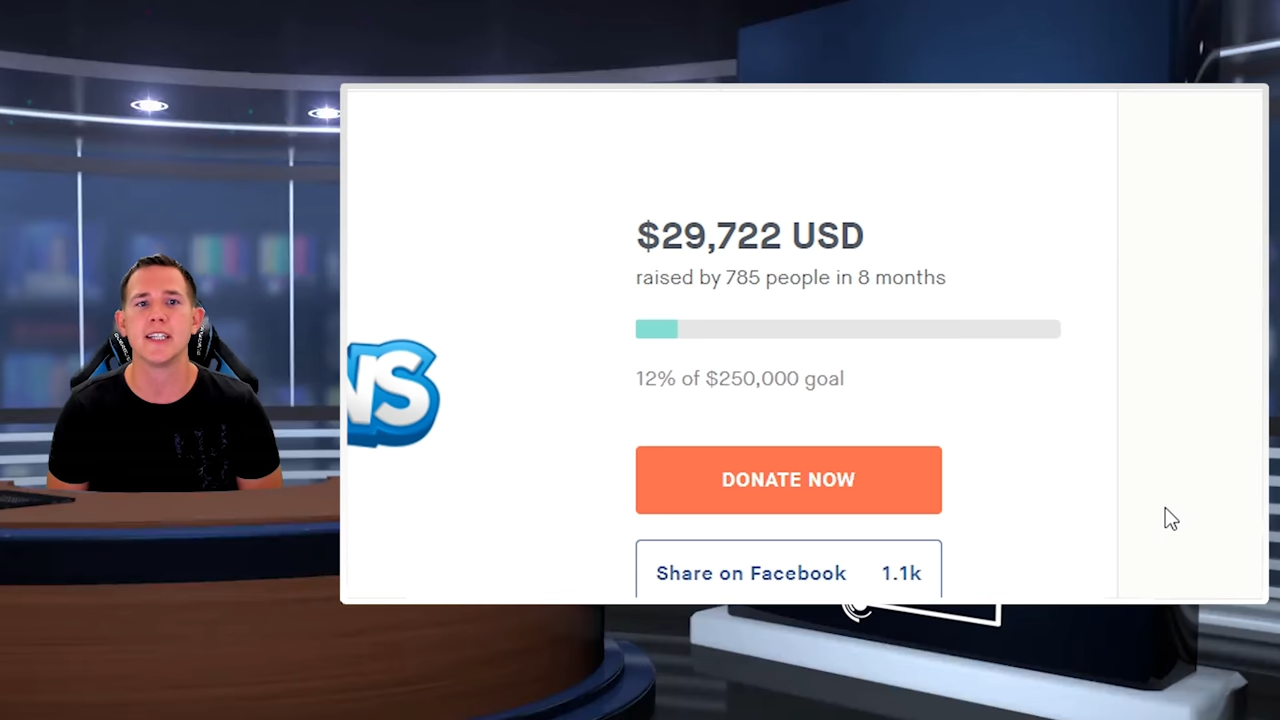 $29,722 USD
raised by 785 people in 8 months
NS
12% of $250,000 goal
DONATE NOW
Share on Facebook 1.1k